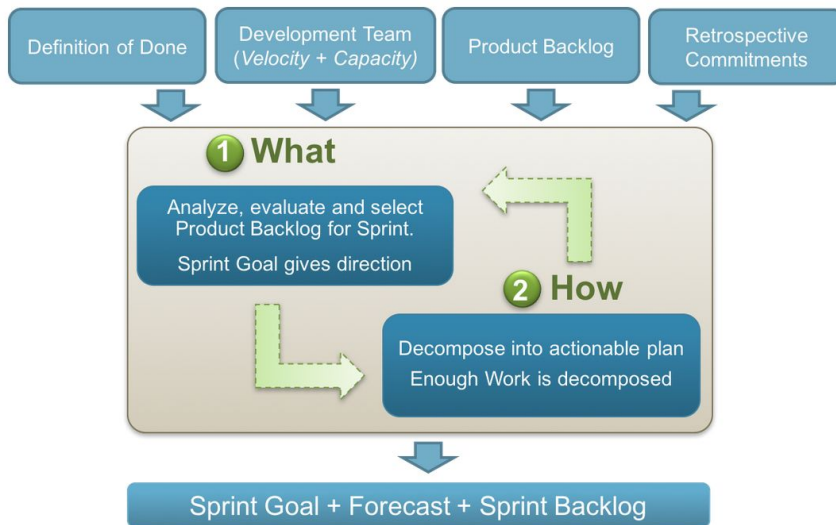 Definition of Done
Development Team
(Velocity + Capacity)
Product Backlog
Retrospective
Commitments
1 What
Analyze, evaluate and select
Product Backlog for Sprint.
Sprint Goal gives direction
2 How
Decompose into actionable plan
Enough Work is decomposed
Sprint Goal + Forecast + Sprint Backlog